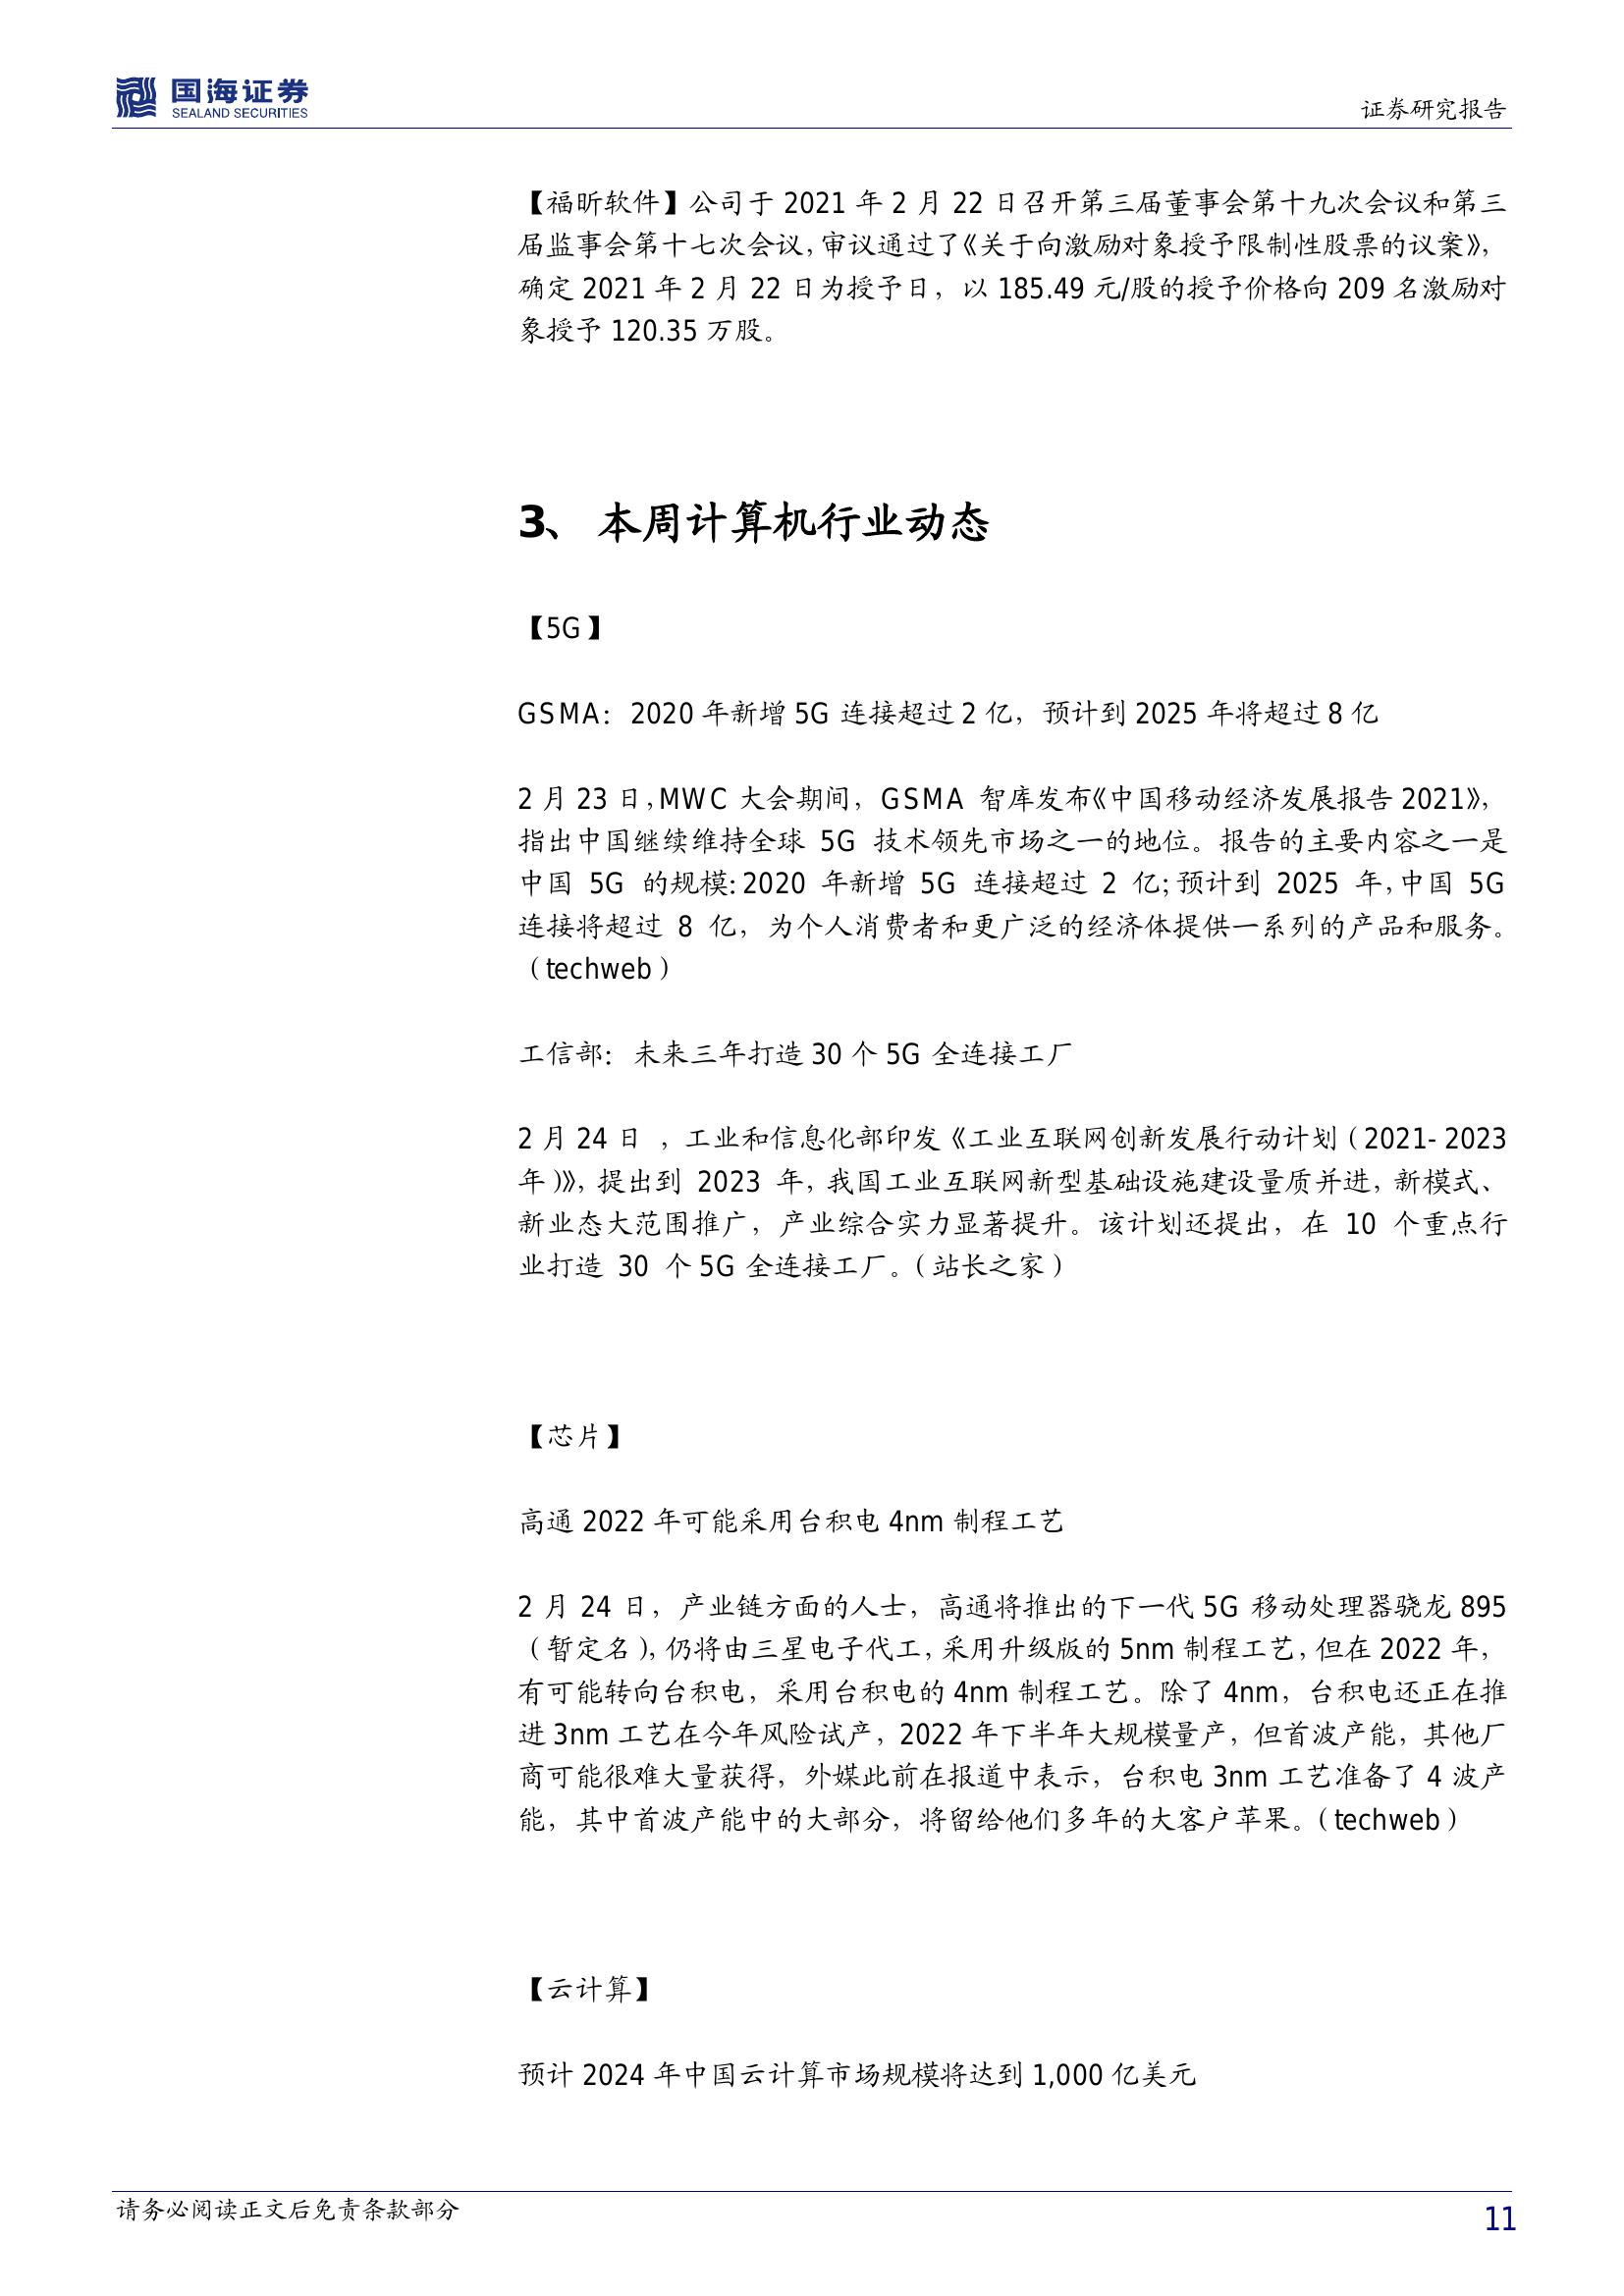 国海证券
SEALAND SECURITIES
证券研究报告
【福昕软件】公司于 2021 年 2 月 22 日召开第三届董事会第十九次会议和第三
届监事会第十七次会议，审议通过了《关于向激励对象授予限制性股票的议案》，
确定 2021 年 2 月 22 日为授予日，以 185.49 元/股的授予价格向 209 名激励对
象授予 120.35 万股。
3、 本周计算机行业动态
【5G】
GSMA：2020 年新增 5G 连接超过 2 亿，预计到 2025 年将超过 8 亿
2 月 23 日，MWC 大会期间，GSMA 智库发布《中国移动经济发展报告 2021》，
指出中国继续维持全球 5G 技术领先市场之一的地位。报告的主要内容之一是
中国 5G 的规模：2020 年新增 5G 连接超过 2 亿；预计到 2025 年，中国 5G
连接将超过 8 亿，为个人消费者和更广泛的经济体提供一系列的产品和服务。
（techweb）
工信部：未来三年打造 30 个 5G 全连接工厂
2 月 24 日 ，工业和信息化部印发《工业互联网创新发展行动计划（2021-2023
年）》，提出到 2023 年，我国工业互联网新型基础设施建设量质并进，新模式、
新业态大范围推广，产业综合实力显著提升。该计划还提出，在 10 个重点行
业打造 30 个 5G 全连接工厂。（站长之家）
【芯片】
高通 2022 年可能采用台积电 4nm 制程工艺
2 月 24 日，产业链方面的人士，高通将推出的下一代 5G 移动处理器骁龙 895
（暂定名），仍将由三星电子代工，采用升级版的 5nm 制程工艺，但在 2022 年，
有可能转向台积电，采用台积电的 4nm 制程工艺。除了 4nm，台积电还正在推
进 3nm 工艺在今年风险试产，2022 年下半年大规模量产，但首波产能，其他厂
商可能很难大量获得，外媒此前在报道中表示，台积电 3nm 工艺准备了 4 波产
能，其中首波产能中的大部分，将留给他们多年的大客户苹果。（techweb）
【云计算】
预计 2024 年中国云计算市场规模将达到 1,000 亿美元
请务必阅读正文后免责条款部分
11